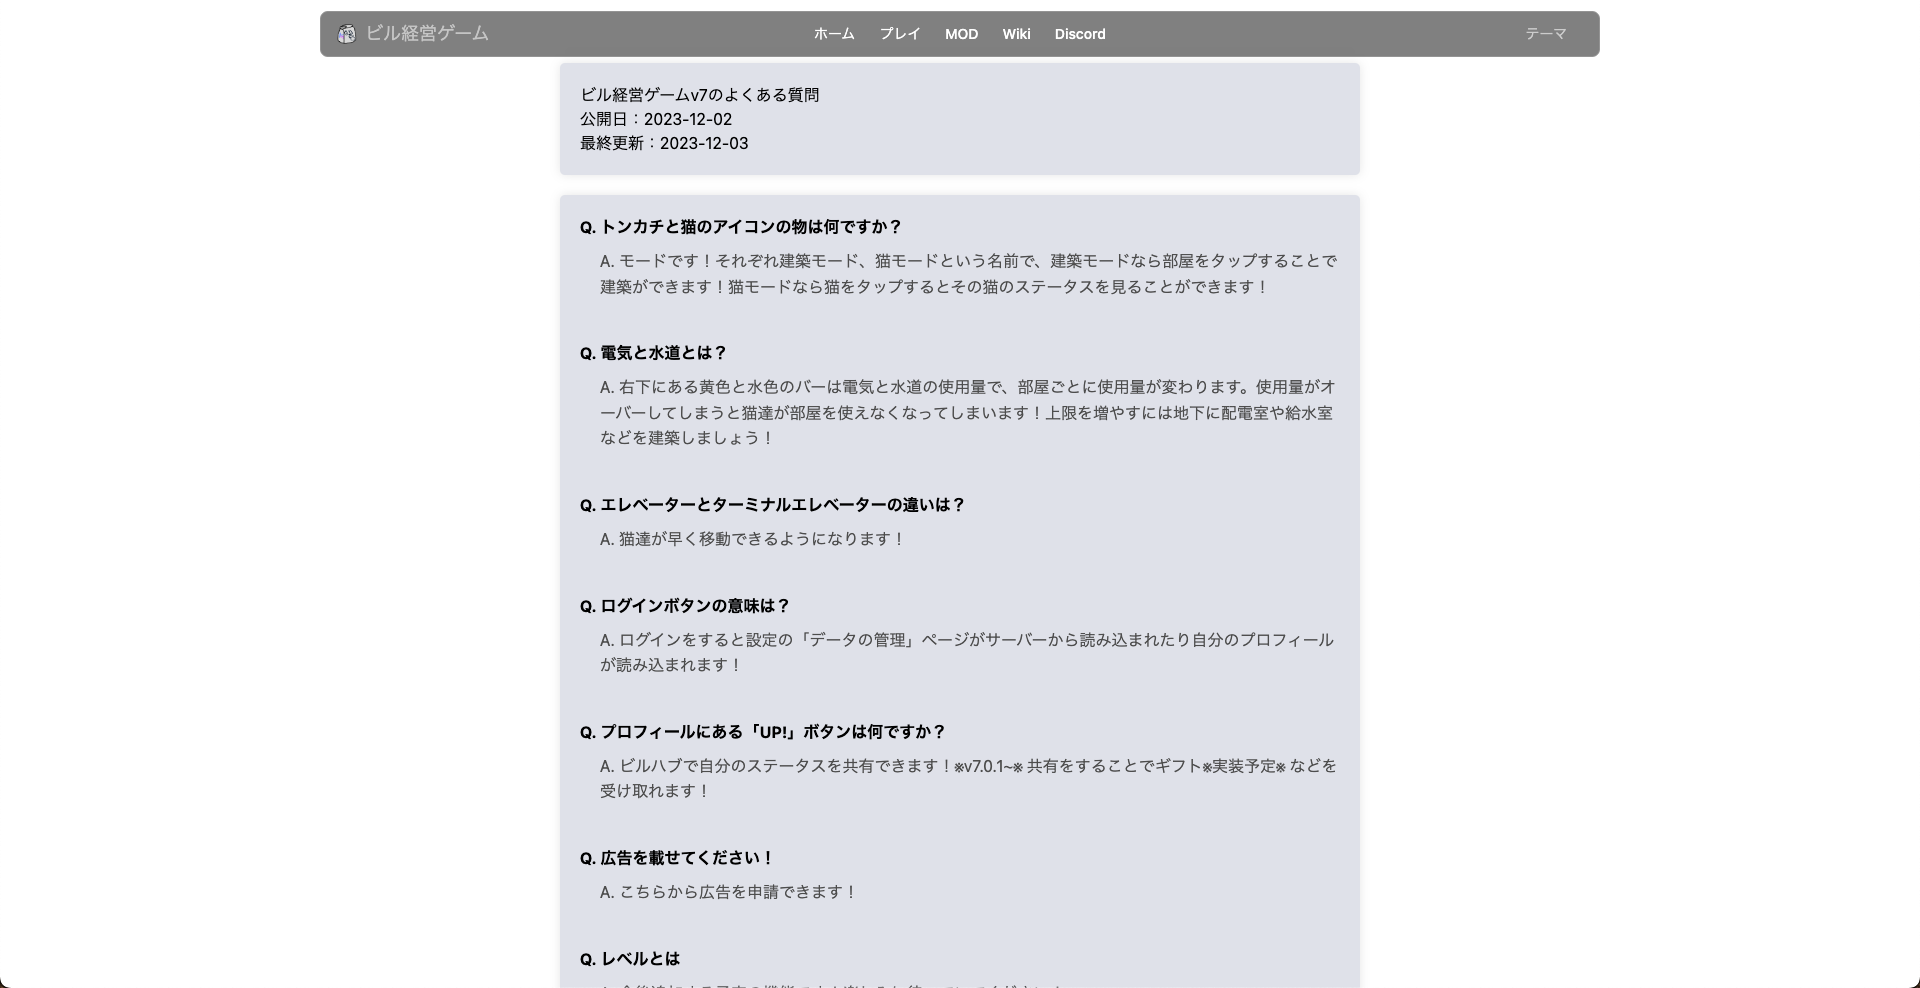 ビル経営ゲーム
ホーム プレイ MOD Wiki Discord
テーマ
ビル経営ゲームv7のよくある質問
公開日：2023-12-02
最終更新：2023-12-03
Q. トンカチと猫のアイコンの物は何ですか？
A. モードです！それぞれ建築モード、猫モードという名前で、建築モードなら部屋をタップすることで
建築ができます！猫モードなら猫をタップするとその猫のステータスを見ることができます！
Q. 電気と水道とは？
A. 右下にある黄色と水色のバーは電気と水道の使用量で、部屋ごとに使用量が変わります。使用量がオ
ーバーしてしまうと猫達が部屋を使えなくなってしまいます！上限を増やすには地下に配電室や給水室
などを建築しましょう！
Q. エレベーターとターミナルエレベーターの違いは？
A. 猫達が早く移動できるようになります！
Q. ログインボタンの意味は？
A. ログインをすると設定の「データの管理」ページがサーバーから読み込まれたり自分のプロフィール
が読み込まれます！
Q. プロフィールにある「UP!」ボタンは何ですか？
A. ビルハブで自分のステータスを共有できます！※v7.0.1~※ 共有をすることでギフト※実装予定※ などを
受け取れます！
Q. 広告を載せてください！
A. こちらから広告を申請できます！
Q. レベルとは